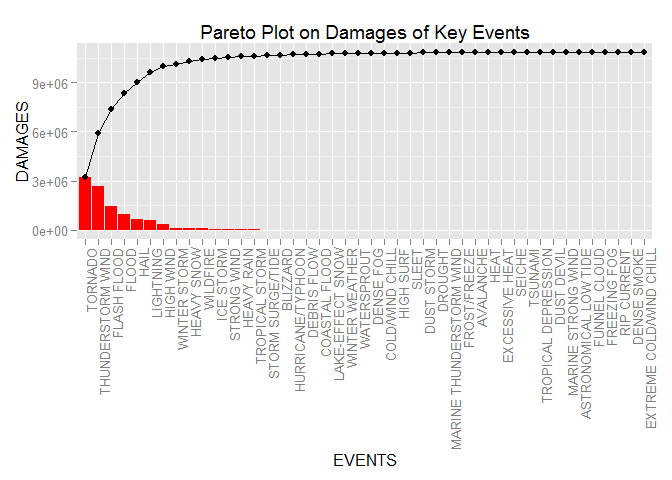 Pareto Plot on Damages of Key Events
DAMAGES
9e+06
6e+06
3e+06
0e+00
TORNADO
THUNDERSTORM WIND
FLASH FLOOD
FLOOD
HAIL
LIGHTNING
HIGH WIND
WINTER STORM
HEAVY SNOW
WILDFIRE
ICE STORM
STRONG WIND
HEAVY RAIN
TROPICAL STORM
STORM SURGE/TIDE
BLIZZARD
HURRICANE/TYPHOON
DEBRIS FLOW
COASTAL FLOOD
LAKE-EFFECT SNOW
WINTER WEATHER
WATERSPROUT
DENSE FOG
COLD/WIND CHILL
HIGH SURF
SLEET
DUST STORM
DROUGHT
MARINE THUNDERSTORM WIND
FROST/FREEZE
AVALANCHE
HEAT
EXCESSIVE HEAT
SEICHE
TSUNAMI
TROPICAL DEPRESSION
DUST DEVIL
MARINE STRONG WIND
ASTRONOMICAL LOW TIDE
FUNNEL CLOUD
FREEZING FOG
RIP CURRENT
DENSE SMOKE
EXTREME COLD/WIND CHILL
EVENTS